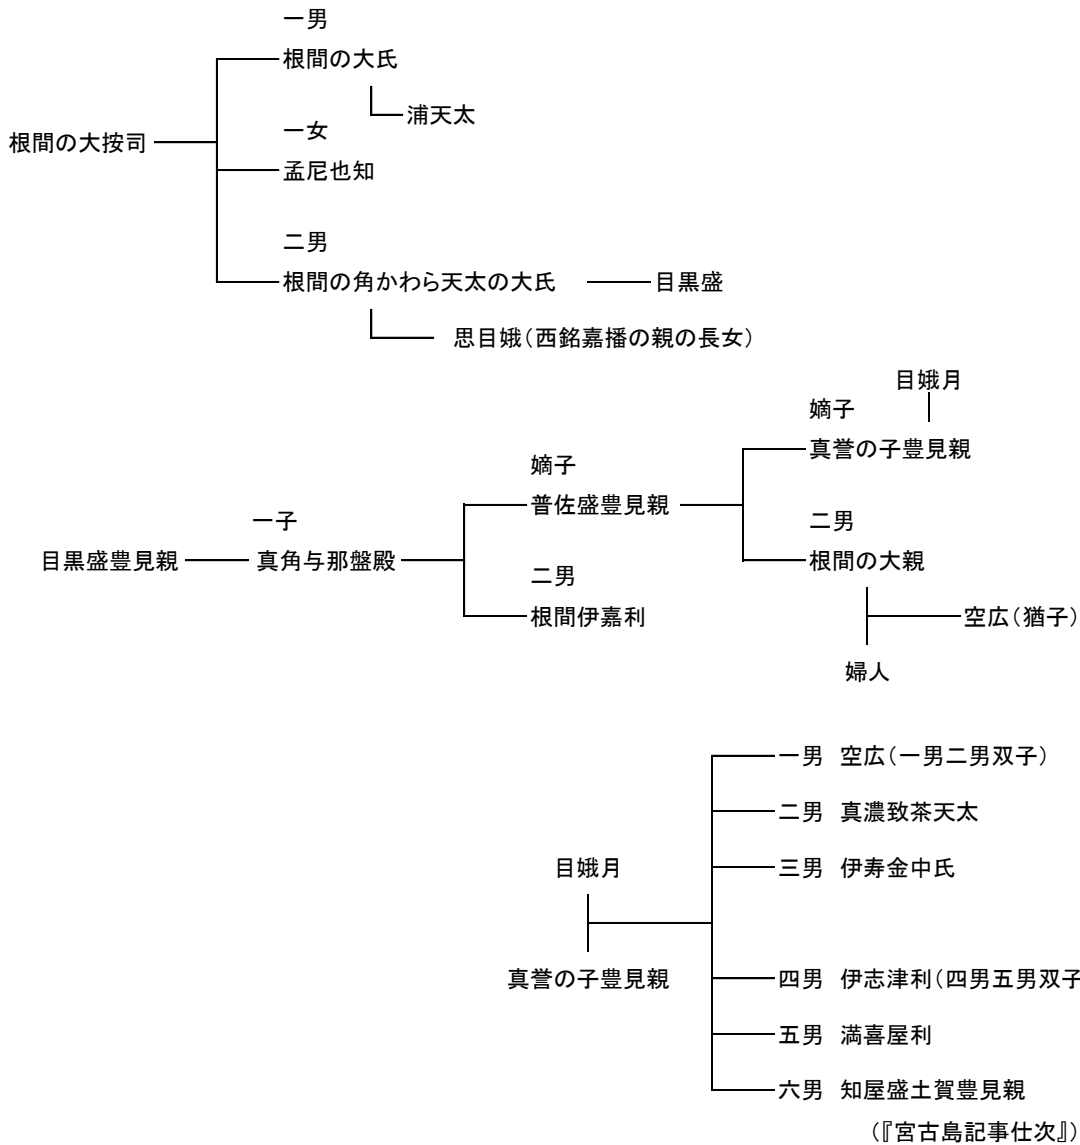 一男
根間の大氏
浦天太
一女
根間の大按司
孟尼也知
二男
根間の角かわら天太の大氏
目黒盛
思目娥(西銘嘉播の親の長女)
目娥月
嫡子
真誉の子豊見親
嫡子
普佐盛豊見親
一子
二男
目黒盛豊見親
真角与那盤殿
根間の大親
二男
根間伊嘉利
空広(猶子)
婦人
一男 空広(一男二男双子)
二男 真濃致茶天太
目娥月
三男 伊寿金中氏
真誉の子豊見親
四男 伊志津利(四男五男双子
五男 満喜屋利
六男 知屋盛土賀豊見親
(『宮古島記事仕次』)